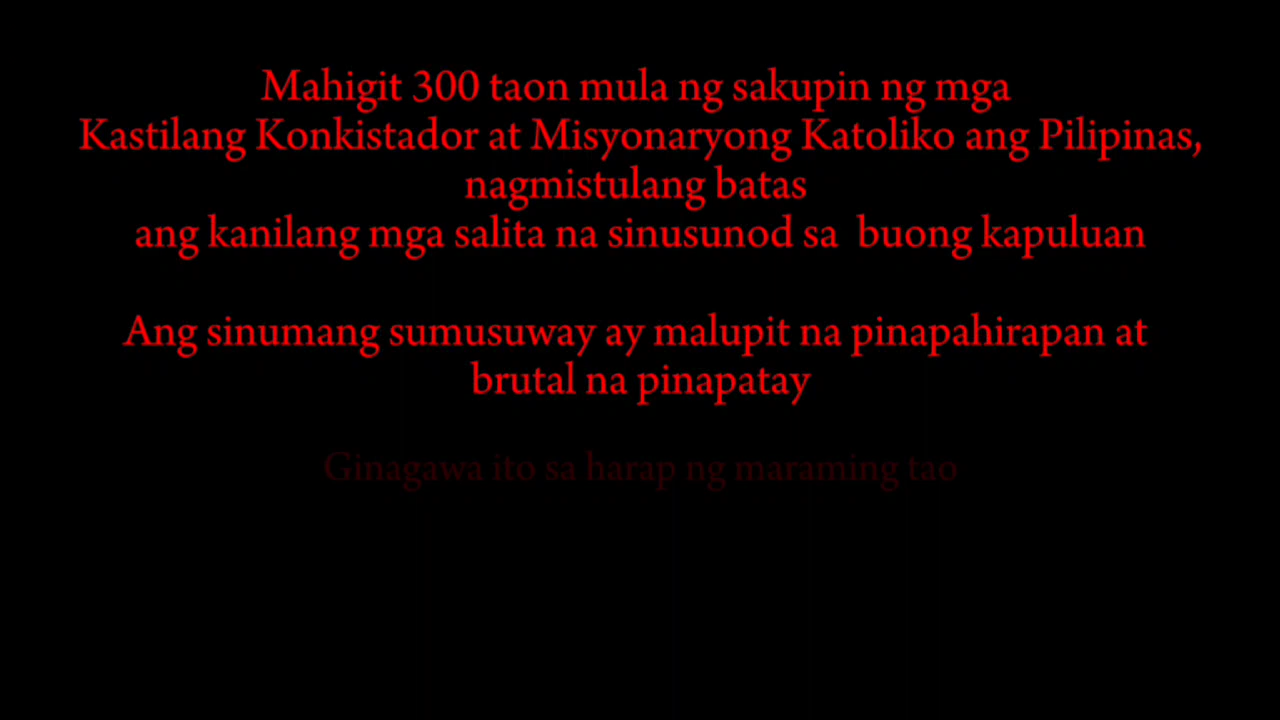 Mahigit 300 taon mula ng sakupin ng mga
Kastilang Konkistador at Misyonaryong Katoliko ang Pilipinas,
nagmistulang batas
ang kanilang mga salita na sinusunod sa  buong kapuluan
Ang sinumang sumusuway ay malupit na pinapahirapan at
brutal na pinapatay
Ginagawa ito sa harap ng maraming tao